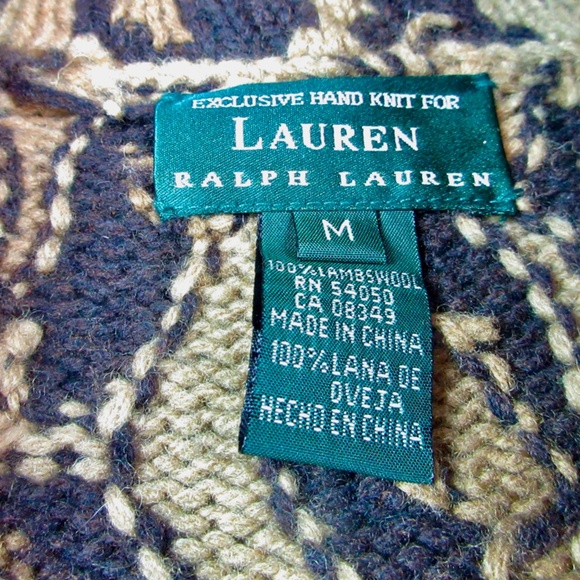 EXCLUSIVE HAND KNIT FOR
LAUREN
RALPH LAUREN
M
100% LAMBSWOOL
RN 54050
CA 08349
MADE IN CHINA
100% LANA DE
OVEJA
HECHO EN CHINA